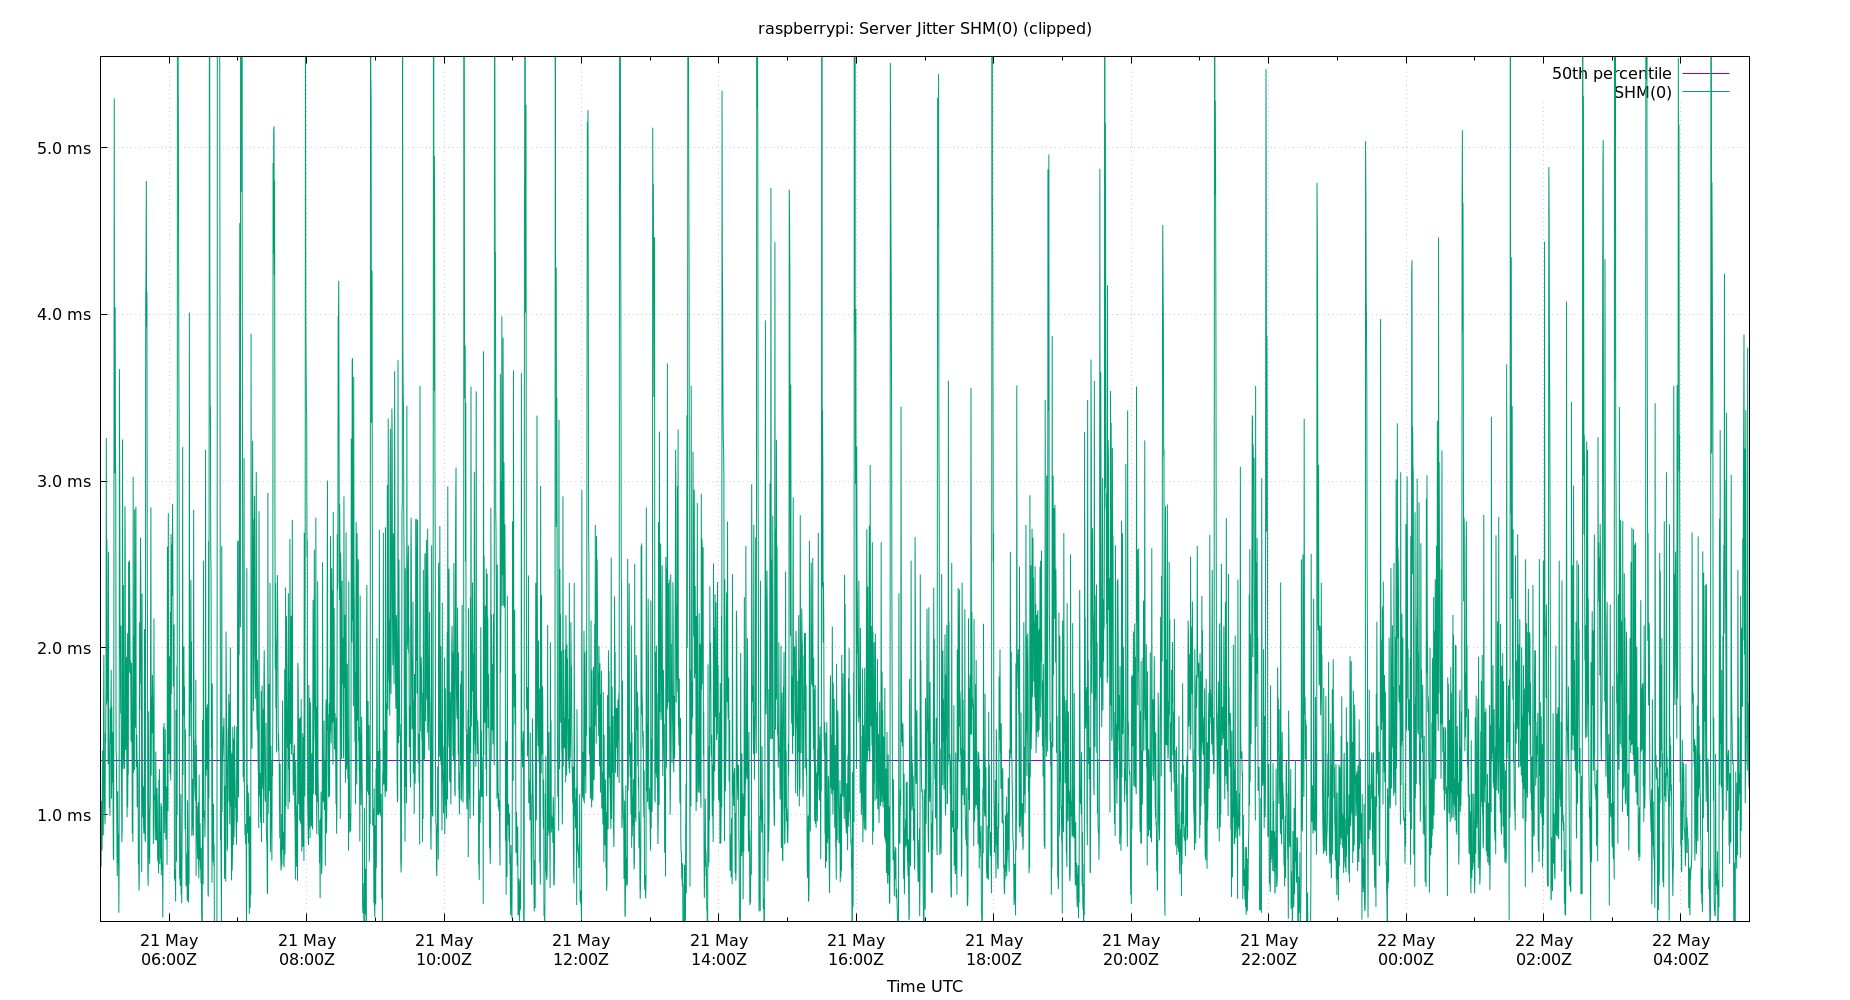 raspberrypi: Server Jitter SHM(0) (clipped)
50th percentile
SHM(0)
5.0 ms
4.0 ms
3.0 ms
2.0 ms
1.0 ms
21 May 21 May 21 May 21 May 21 May 21 May 21 May 21 May 21 May 22 May 22 May 22 May
06:00Z 08:00Z 10:00Z 12:00Z 14:00Z 16:00Z 18:00Z 20:00Z 22:00Z 00:00Z 02:00Z 04:00Z
Time UTC